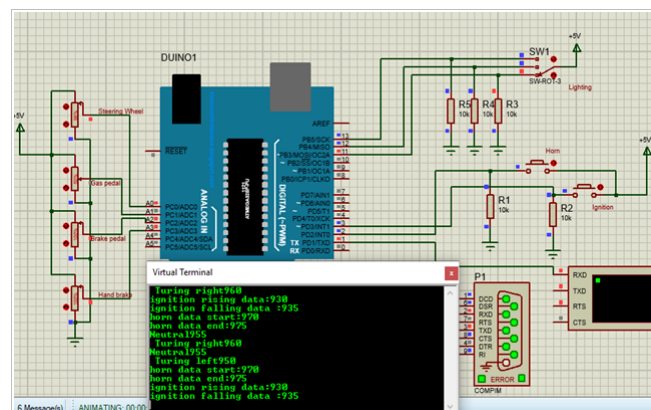 +5V
SW1
SW-ROT-3
Lighting
DUINO1
Steering Wheel
R5
10k
R4
10k
R3
10k
+5V
AREF
RESET
PB5/SCK
PB4/MISO
PB3/MOSI/OC2A
PB2/SS/OC1B
PB1/OC1A
PB0/ICP1/CLKO
13
12
11
10
9
8
Horn
+5V
Gas pedal
ANALOG IN
DIGITAL (~PWM)
PD7/AIN1
PD6/AIN0
PD5/T1
PD4/T0/XCK
PD3/INT1
PD2/INT0
PD1/TXD
PD0/RXD
7
6
5
4
3
2
1
0
TX
RX
Ignition
R1
10k
R2
10k
A0
A1
A2
A3
A4
A5
PC0/ADC0
PC1/ADC1
PC2/ADC2
PC3/ADC3
PC4/ADC4/SDA
PC5/ADC5/SCL
Brake pedal
Hand brake
Virtual Terminal
Turing right960
ignition rising data:930
ignition falling data :935
horn data start:970
horn data end:975
Neutral955
Turing right960
Neutral955
Turing left950
horn data start:970
horn data end:975
ignition rising data:930
ignition falling data :935
P1
DCD
DSR
RXD
RTS
TXD
CTS
DTR
RI
ERROR
COMPIM
RXD
TXD
RTS
CTS
6 Message(s)
ANIMATING: 00:00